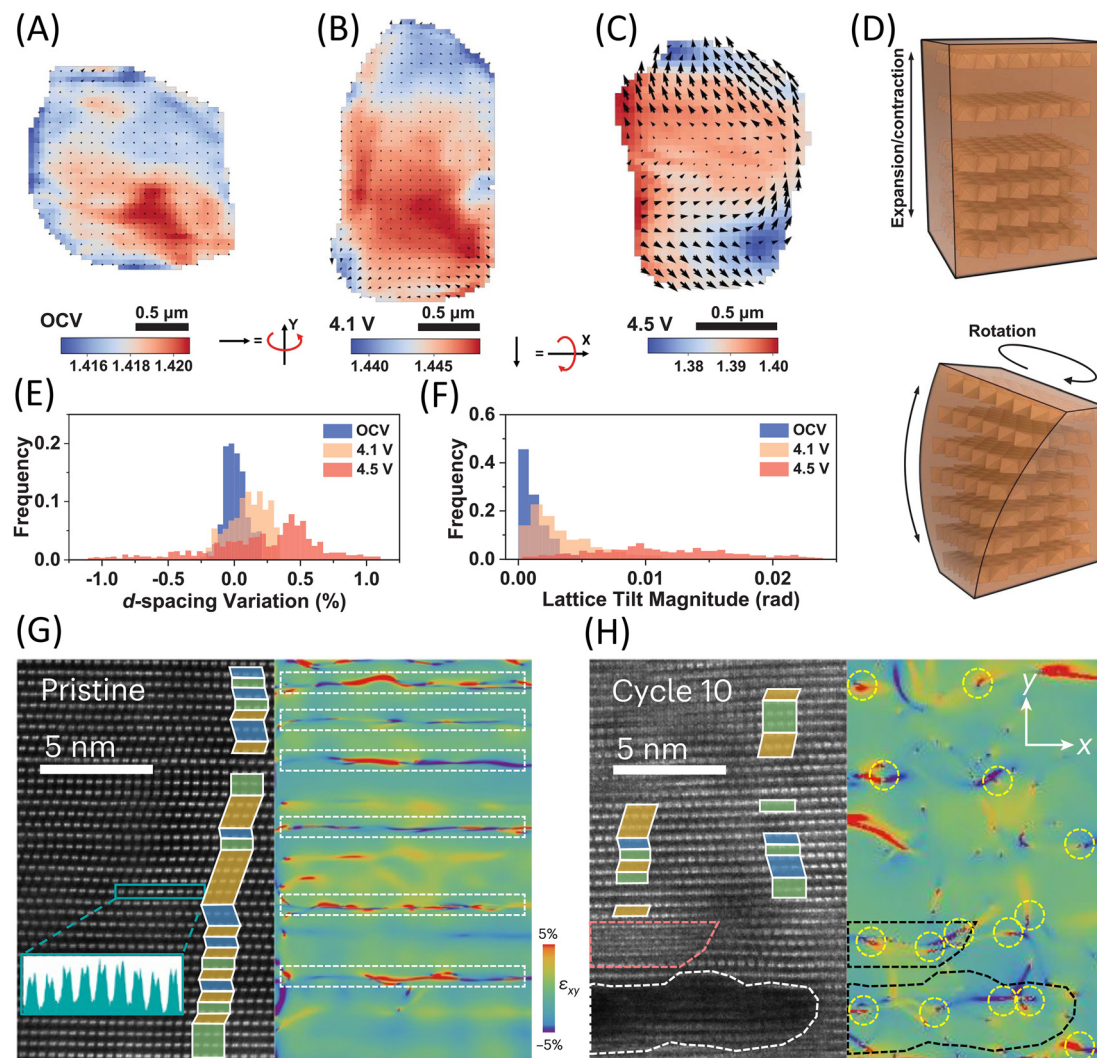 (A)
(B)
(C)
(D)
Expansion/contraction
OCV
0.5 µm
1.416 1.418 1.420
=
Y
4.1 V
0.5 µm
1.440 1.445
=
X
4.5 V
0.5 µm
1.38 1.39 1.40
Rotation
(E)
Frequency
0.2
0.1
0.0
OCV
4.1 V
4.5 V
-1.0 -0.5 0.0 0.5 1.0
d-spacing Variation (%)
(F)
Frequency
0.6
0.4
0.2
0.0
OCV
4.1 V
4.5 V
0.00 0.01 0.02
Lattice Tilt Magnitude (rad)
(G)
Pristine
5 nm
5%
εxy
–5%
(H)
Cycle 10
5 nm
y
x